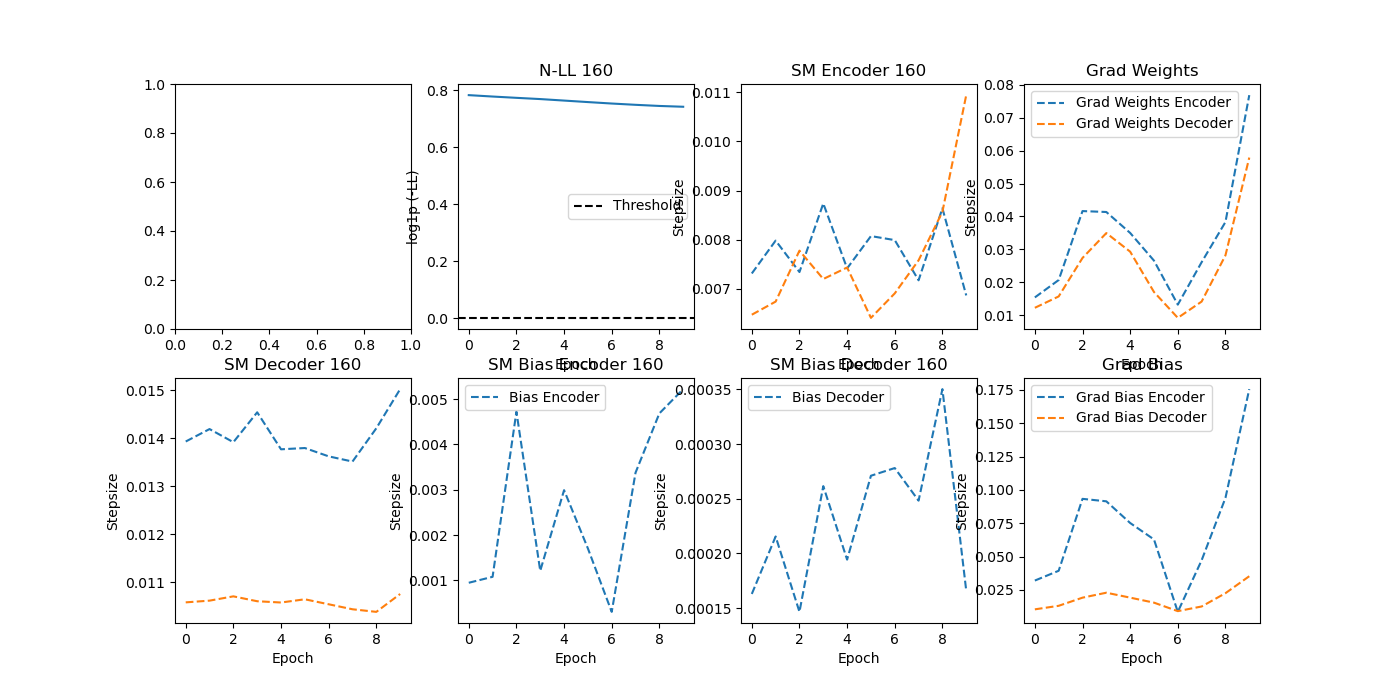 N-LL 160
SM Encoder 160
Grad Weights
1.0
0.8
0.6
0.4
0.2
0.0
0.0 0.2 0.4 0.6 0.8 1.0
log1p (-LL)
0.8
0.6
0.4
0.2
0.0
Threshold
0 2 4 6 8
Epoch
Stepsize
0.011
0.010
0.009
0.008
0.007
0 2 4 6 8
Epoch
Stepsize
0.08
0.07
0.06
0.05
0.04
0.03
0.02
0.01
Grad Weights Encoder
Grad Weights Decoder
0 2 4 6 8
Epoch
SM Decoder 160
SM Bias Encoder 160
SM Bias Decoder 160
Grad Bias
Stepsize
0.015
0.014
0.013
0.012
0.011
0 2 4 6 8
Epoch
Stepsize
0.005
0.004
0.003
0.002
0.001
Bias Encoder
0 2 4 6 8
Epoch
Stepsize
0.00035
0.00030
0.00025
0.00020
0.00015
Bias Decoder
0 2 4 6 8
Epoch
Stepsize
0.175
0.150
0.125
0.100
0.075
0.050
0.025
Grad Bias Encoder
Grad Bias Decoder
0 2 4 6 8
Epoch